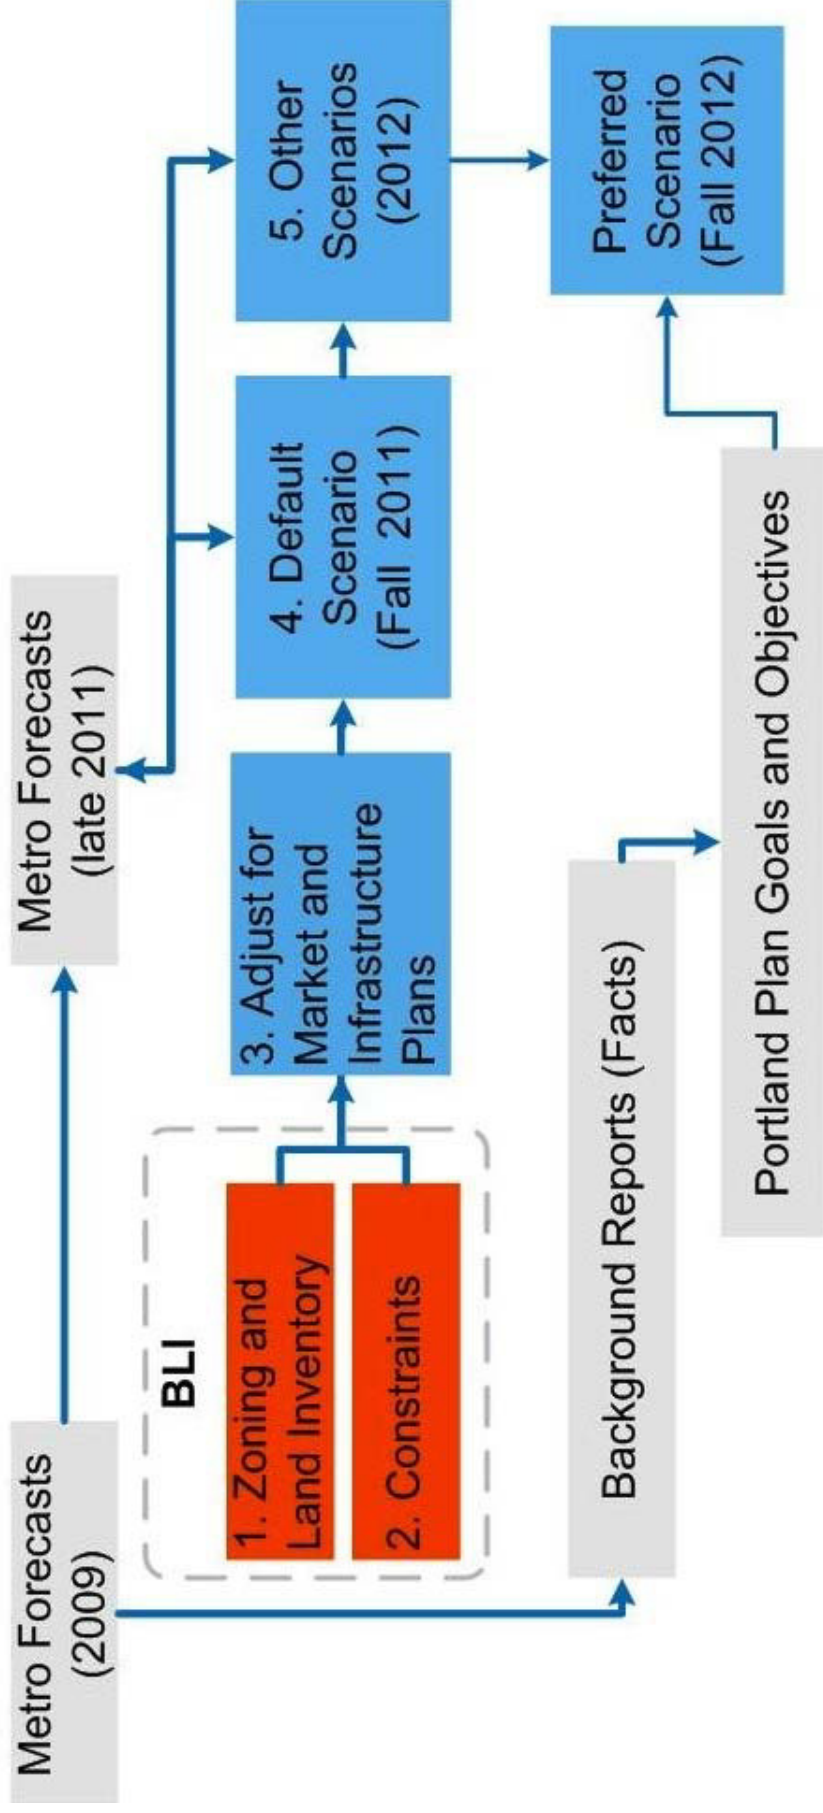 Metro Forecasts
(2009)
Metro Forecasts
(late 2011)
BLI
1. Zoning and
Land Inventory
2. Constraints
3. Adjust for
Market and
Infrastructure
Plans
4. Default
Scenario
(Fall 2011)
5. Other
Scenarios
(2012)
Background Reports (Facts)
Portland Plan Goals and Objectives
Preferred
Scenario
(Fall 2012)